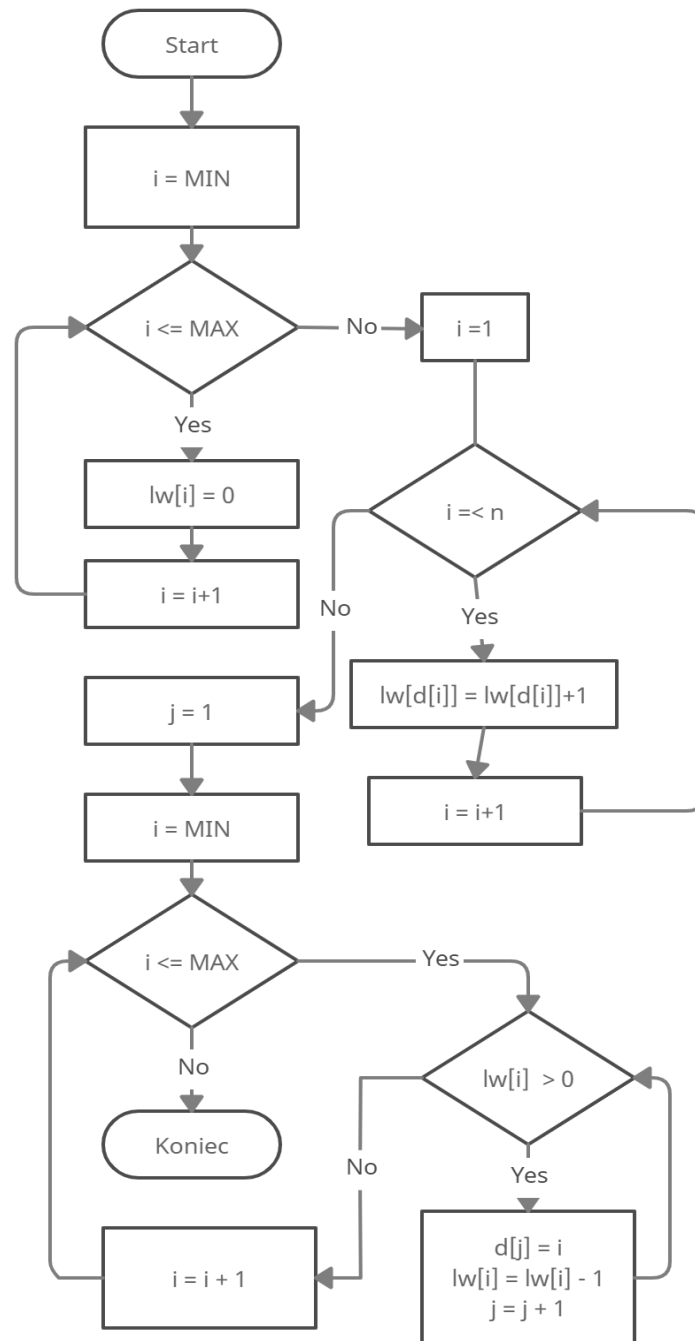 Start
i = MIN
i <= MAX
No
i =1
Yes
lw[i] = 0
i = i+1
i =< n
No
Yes
lw[d[i]] = lw[d[i]]+1
i = i+1
j = 1
i = MIN
i <= MAX
Yes
No
Koniec
lw[i]  > 0
No
Yes
i = i + 1
d[j] = i
lw[i] = lw[i] - 1
j = j + 1